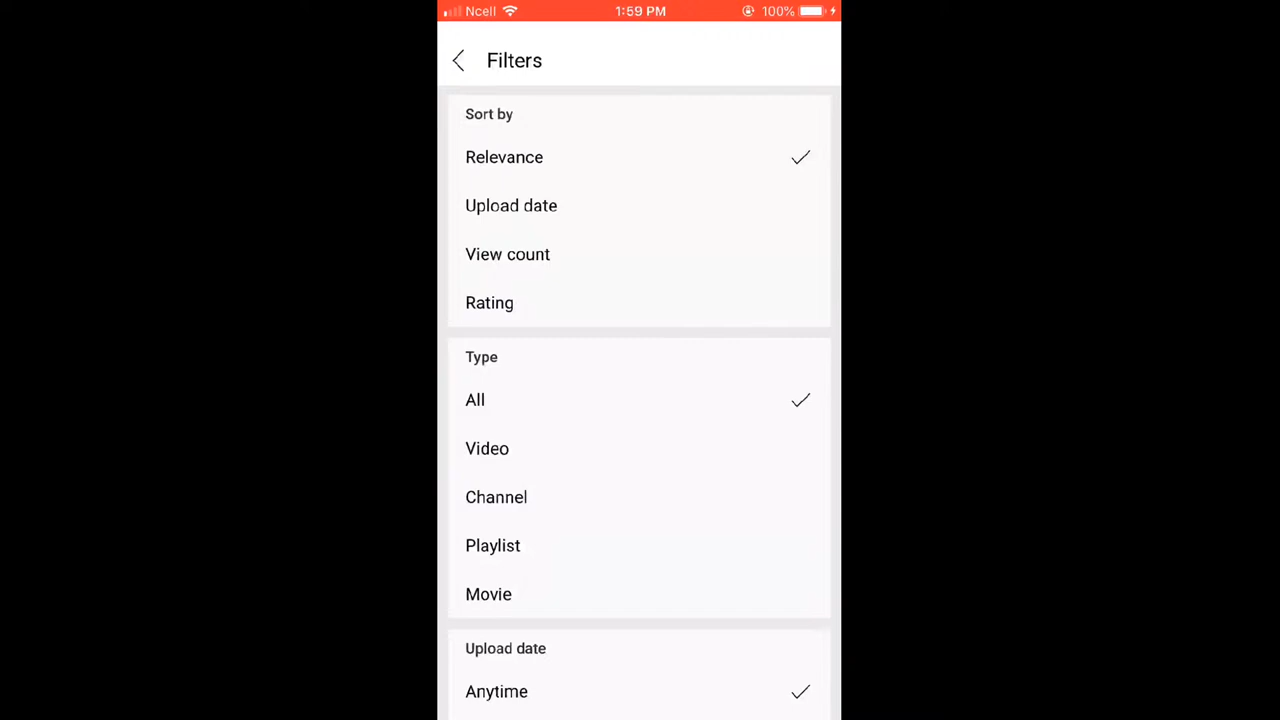 Ncell 1:59 PM 100%
Filters
Sort by
Relevance
Upload date
View count
Rating
Type
All
Video
Channel
Playlist
Movie
Upload date
Anytime